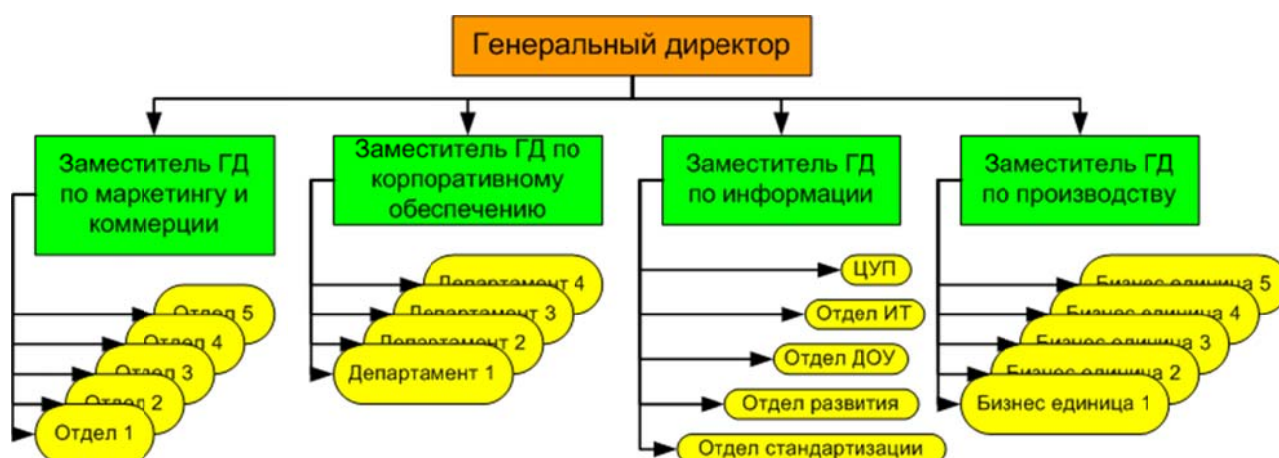 Генеральный директор
Заместитель ГД
по маркетингу и
коммерции
Заместитель ГД по
корпоративному
обеспечению
Заместитель ГД
по информации
Заместитель ГД
по производству
Отдел 5
Отдел 4
Отдел 3
Отдел 2
Отдел 1
Департамент 4
Департамент 3
Департамент 2
Департамент 1
ЦУП
Отдел ИТ
Отдел ДОУ
Отдел развития
Отдел стандартизации
Бизнес единица 5
Бизнес единица 4
Бизнес единица 3
Бизнес единица 2
Бизнес единица 1